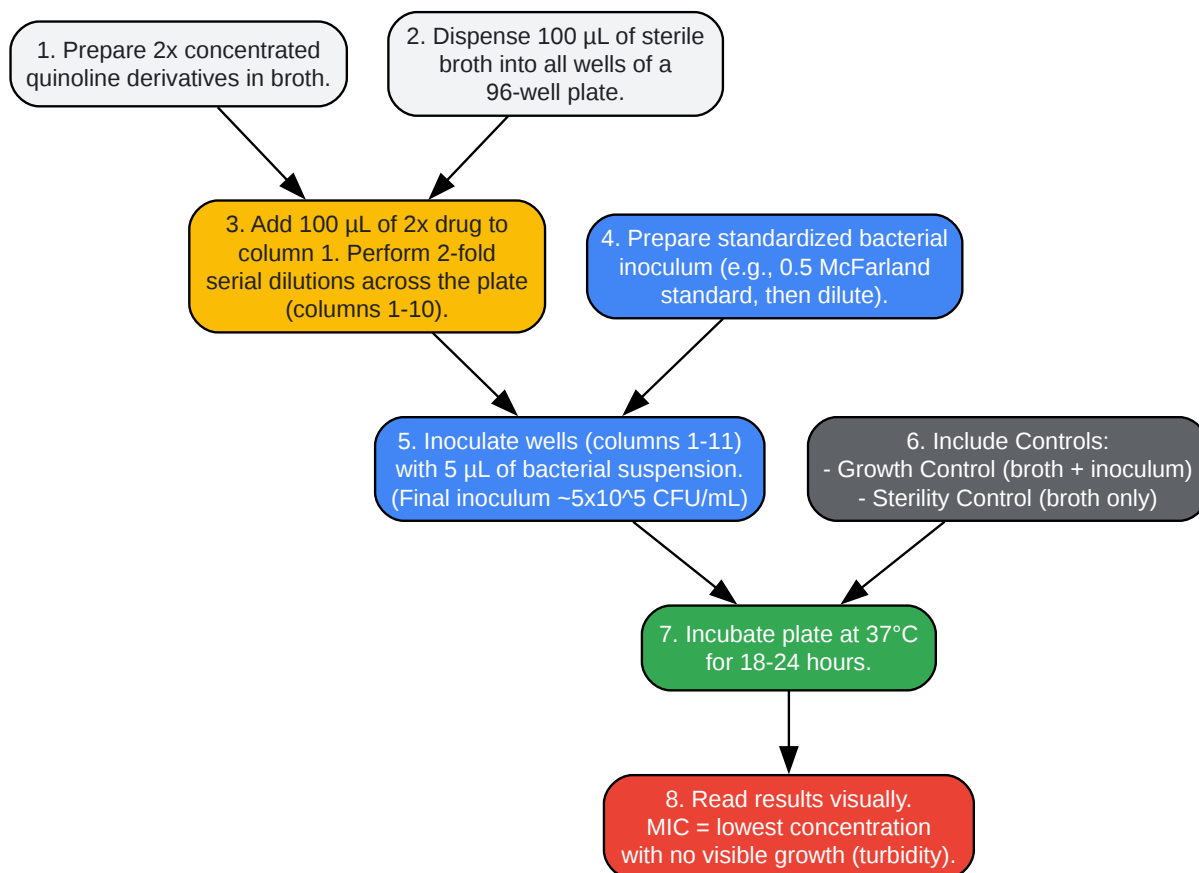 1. Prepare 2x concentrated
quinoline derivatives in broth.
2. Dispense 100 µL of sterile
broth into all wells of a
96-well plate.
3. Add 100 µL of 2x drug to
column 1. Perform 2-fold
serial dilutions across the plate
(columns 1-10).
4. Prepare standardized bacterial
inoculum (e.g., 0.5 McFarland
standard, then dilute).
5. Inoculate wells (columns 1-11)
with 5 µL of bacterial suspension.
(Final inoculum ~5x10^5 CFU/mL)
6. Include Controls:
- Growth Control (broth + inoculum)
- Sterility Control (broth only)
7. Incubate plate at 37°C
for 18-24 hours.
8. Read results visually.
MIC = lowest concentration
with no visible growth (turbidity).